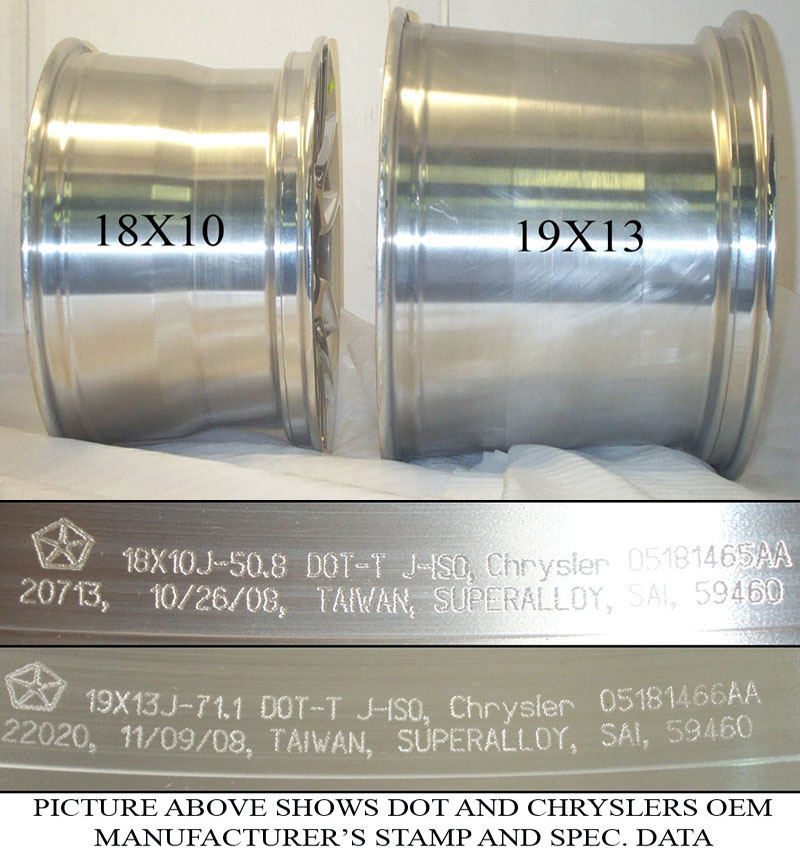 18X10
19X13
18X10J-50.8 DOT-T J-ISO, Chrysler 05181465AA
20713, 10/26/08, TAIWAN, SUPERALLOY, SAI, 59460
19X13J-71.1 DOT-T J-ISO, Chrysler 05181466AA
22020, 11/09/08, TAIWAN, SUPERALLOY, SAI, 59460
PICTURE ABOVE SHOWS DOT AND CHRYSLERS OEM
MANUFACTURER'S STAMP AND SPEC. DATA